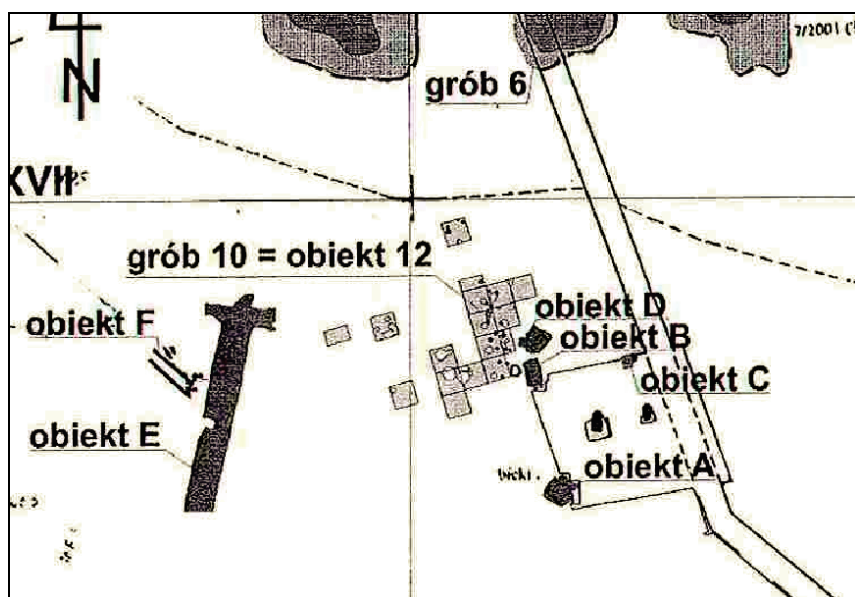 7/2001
N
grób 6
XVII
grób 10 = obiekt 12
obiekt D
obiekt F
obiekt B
obiekt C
obiekt E
obiekt A